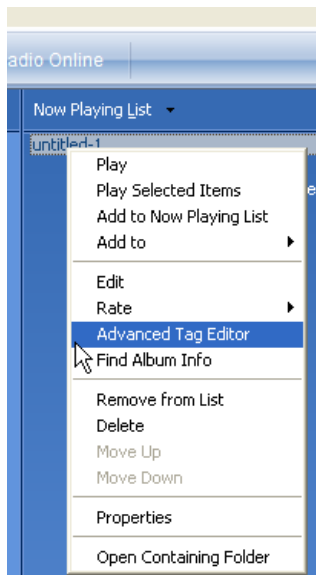 adio Online
Now Playing List
untitled-1
Play
e
Play Selected Items
Add to Now Playing List
Add to
Edit
Rate
Advanced Tag Editor
Find Album Info
Remove from List
Delete
Move Up
Move Down
Properties
Open Containing Folder